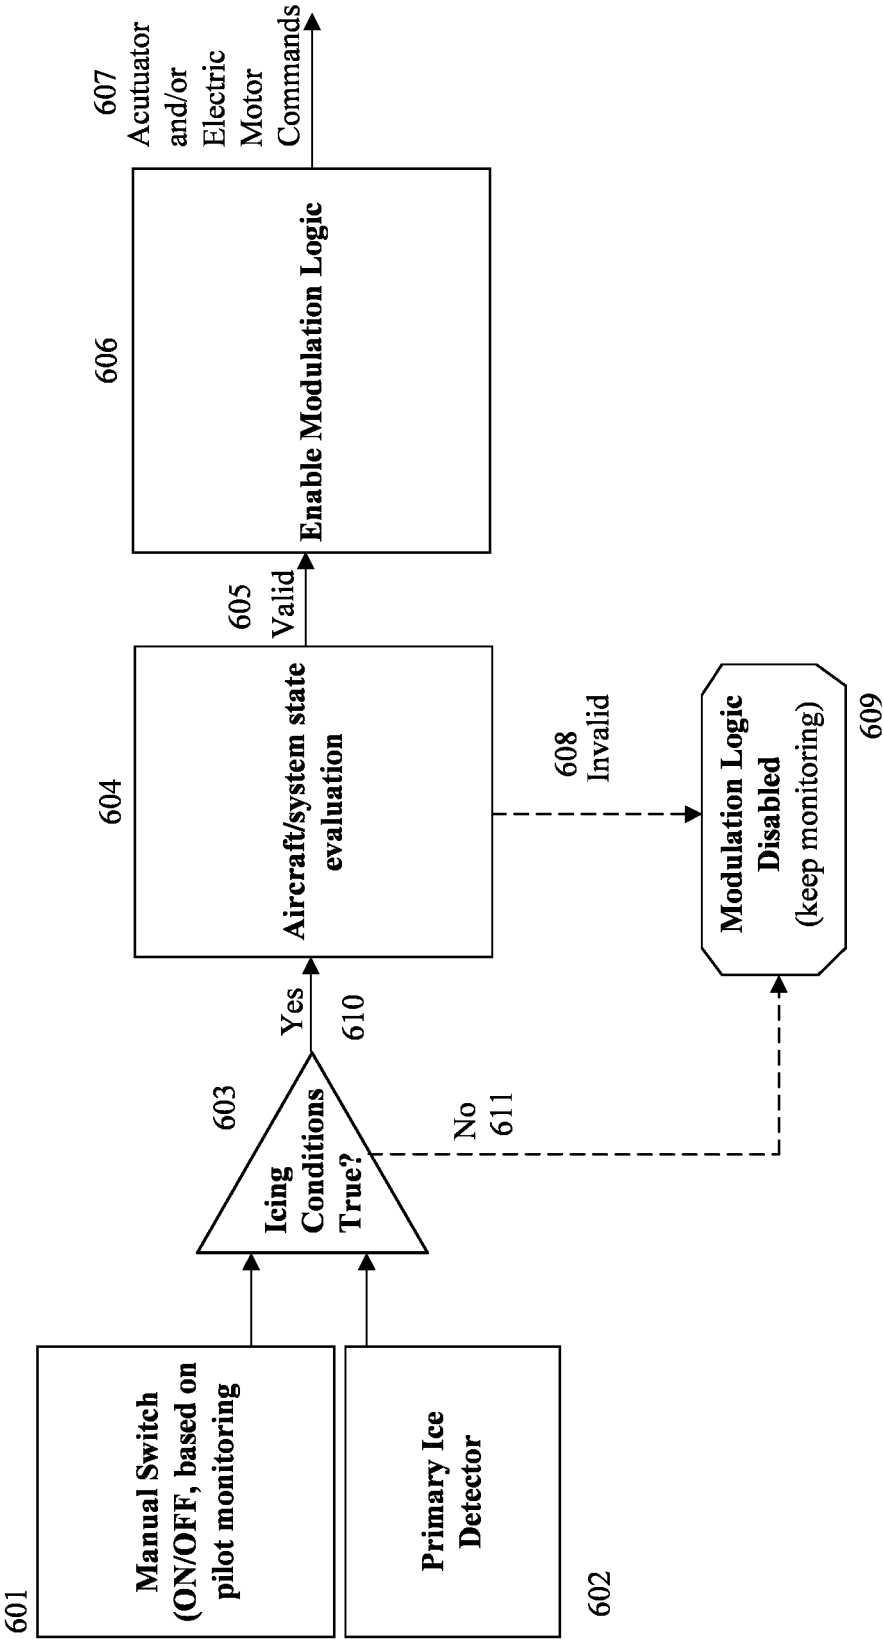 601
Manual Switch
(ON/OFF, based on
pilot monitoring
Primary Ice
Detector
602
603
Icing
Conditions
True?
Yes
610
No
611
604
Aircraft/system state
evaluation
605
Valid
608
Invalid
Modulation Logic
Disabled
(keep monitoring)
609
606
Enable Modulation Logic
607
Acutuator
and/or
Electric
Motor
Commands